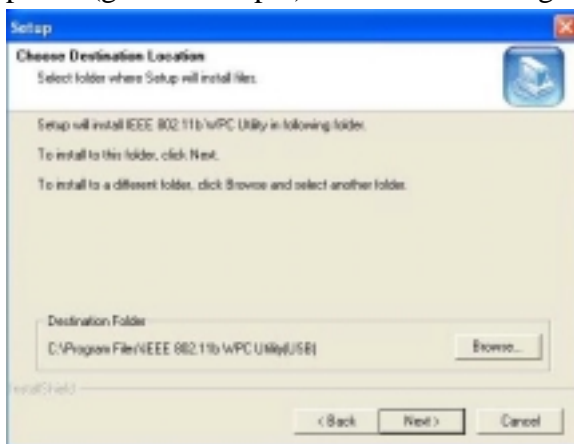 Setup
Choose Destination Location
Select folder where Setup will install files.
Setup will install IEEE 802.11b WPC Utility in following folder.
To install to this folder, click Next.
To install to a different folder, click Browse and select another folder.
Destination Folder
C:\Program Files\IEEE 802.11b WPC Utility(USB)
Browse...
InstallShield
< Back
Next >
Cancel